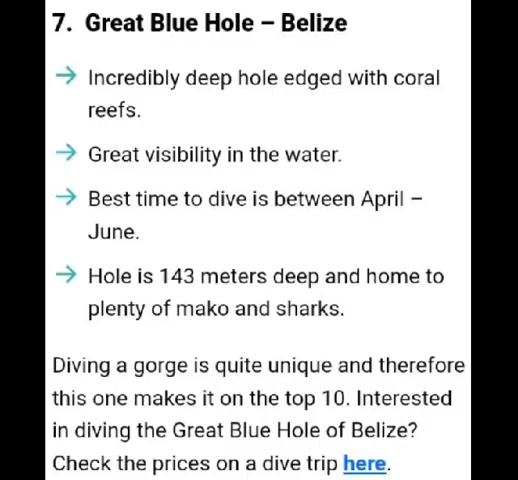 7. Great Blue Hole – Belize
→ Incredibly deep hole edged with coral
reefs.
→ Great visibility in the water.
→ Best time to dive is between April –
June.
→ Hole is 143 meters deep and home to
plenty of mako and sharks.
Diving a gorge is quite unique and therefore
this one makes it on the top 10. Interested
in diving the Great Blue Hole of Belize?
Check the prices on a dive trip here.